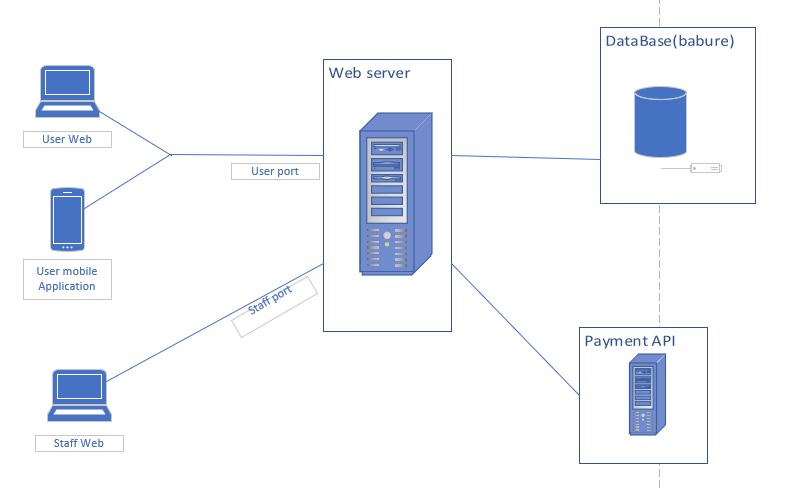 DataBase(babure)
Web server
User Web
User port
User mobile
Application
Staff port
Payment API
Staff Web